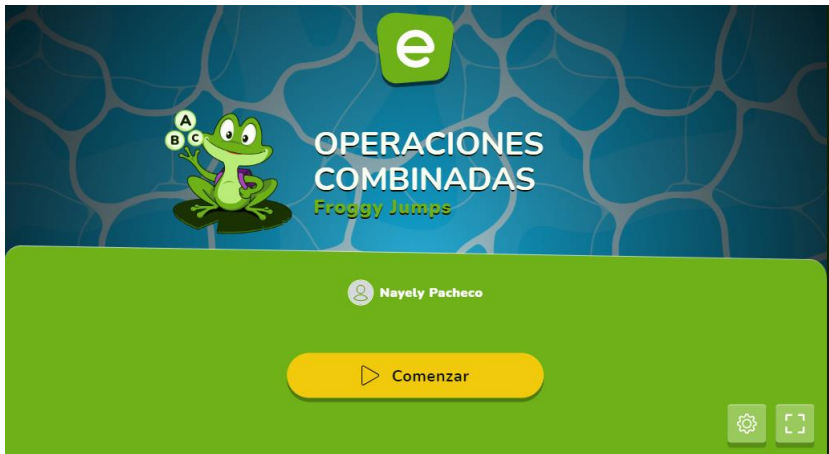 e
A
B C
OPERACIONES
COMBINADAS
Froggy Jumps
Nayely Pacheco
Comenzar